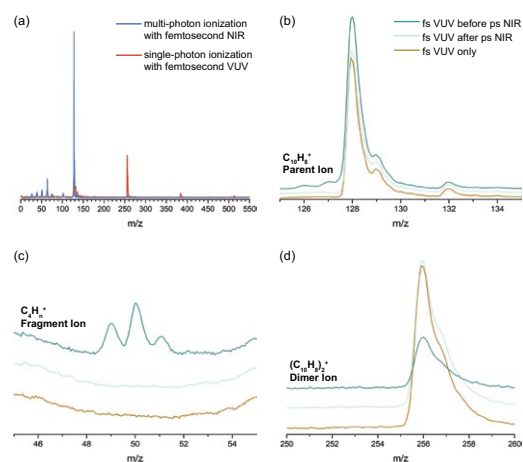 (a)
multi-photon ionization
with femtosecond NIR
single-photon ionization
with femtosecond VUV
0 50 100 150 200 250 300 350 400 450 500 550
m/z
(b)
fs VUV before ps NIR
fs VUV after ps NIR
fs VUV only
C₁₀H₈⁺
Parent Ion
126 128 130 132 134
m/z
(c)
C₄Hₙ⁺
Fragment Ion
46 48 50 52 54
m/z
(d)
(C₁₀H₈)₂⁺
Dimer Ion
250 252 254 256 258 260
m/z